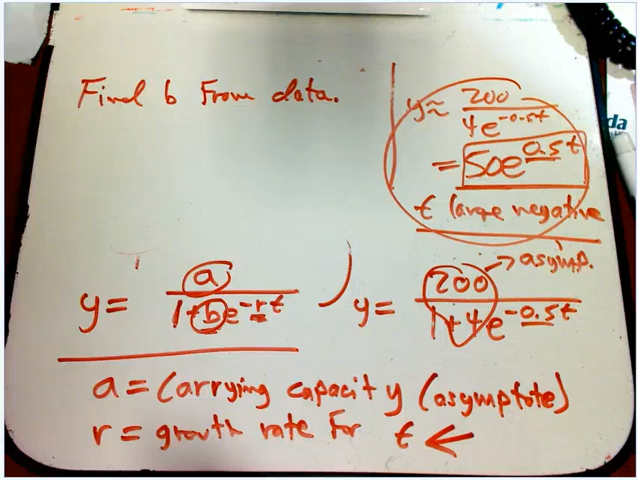 Find b from data.
y≈ 200 / 4e^-0.5t
= 50e^0.5t
t large negative
→ asymp.
y = a / 1+be^-rt
y = 200 / 1+4e^-0.5t
a = Carrying capacity (asymptote)
r = growth rate for t ←
da